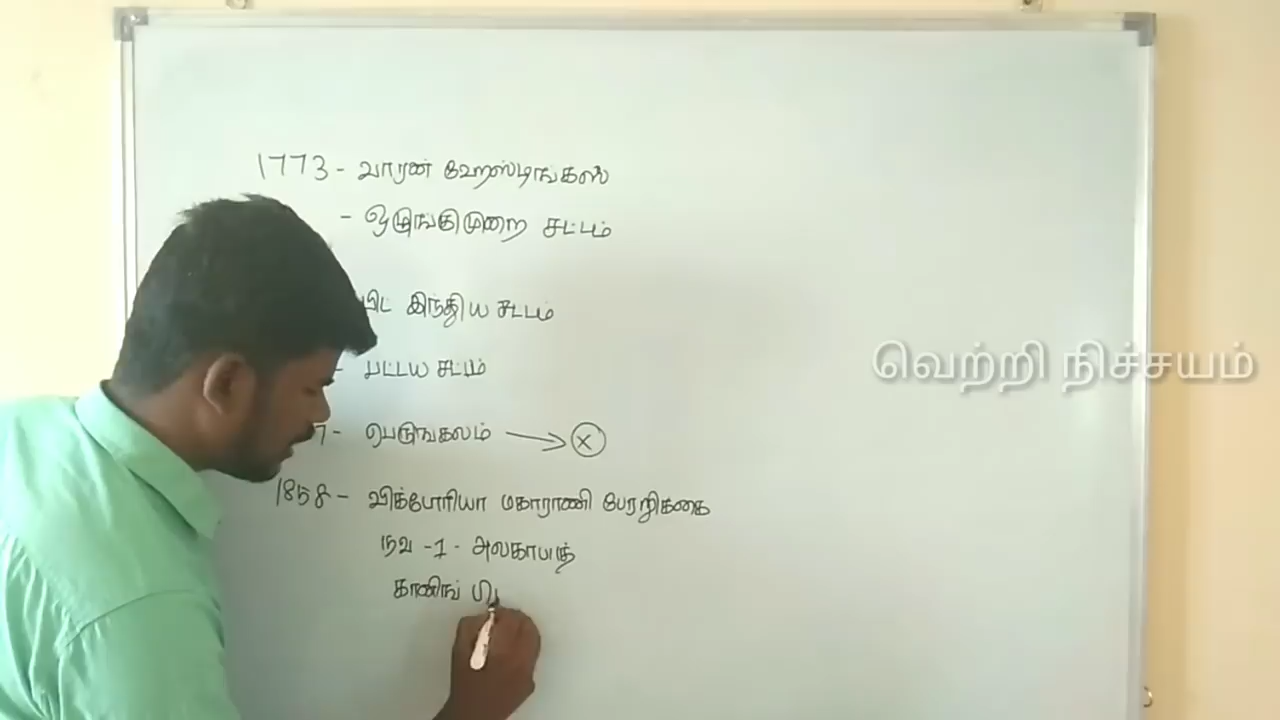 1773 - வாரன் ஹேஸ்டிங்கஸ்
- ஒழுங்குமுறை சட்டம்
இந்திய சட்டம்
- பட்டய சட்டம்
7 - பெருங்கலம் → ×
வெற்றி நிச்சயம்
1858 - விக்டோரியா மகாராணி பேரறிக்கை
நவ - 1 - அலகாபாத்
கானிங்